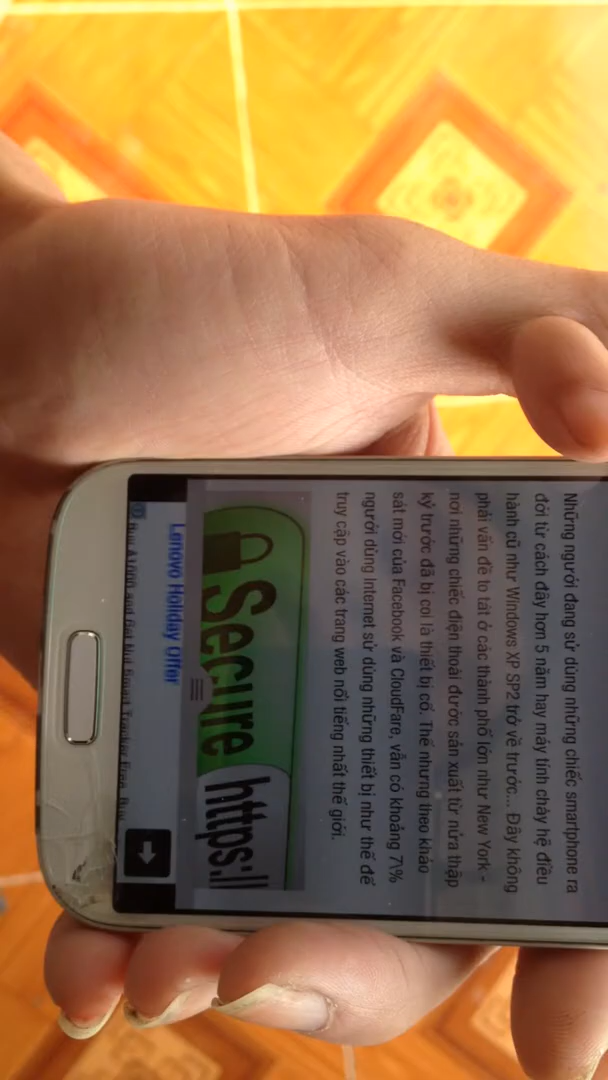 Những người đang sử dụng những chiếc smartphone ra
đời từ cách đây hơn 5 năm hay máy tính chạy hệ điều
hành cũ như Windows XP SP2 trở về trước... Đây không
phải vấn đề to tát ở các thành phố lớn như New York -
nơi những chiếc điện thoại được sản xuất từ nửa thập
kỷ trước đã bị coi là thiết bị cổ. Thế nhưng theo khảo
sát mới của Facebook và CloudFare, vẫn có khoảng 7%
người dùng Internet sử dụng những thiết bị như thế để
truy cập vào các trang web nổi tiếng nhất thế giới.
Secure https://
Lenovo Holiday Offer